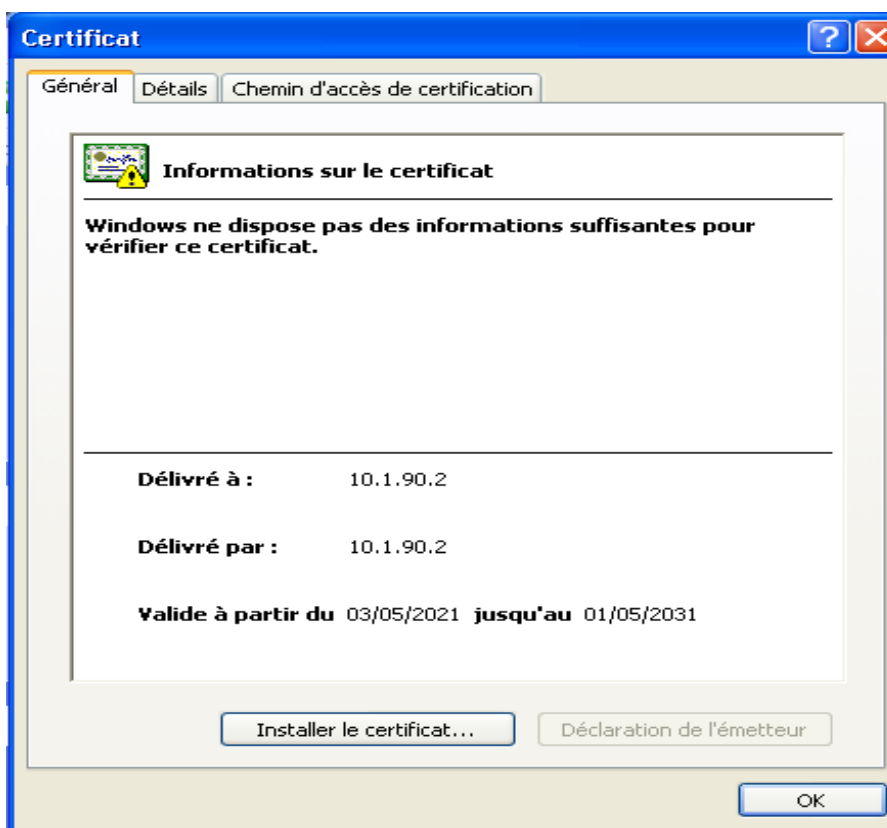 Certificat
Général Détails Chemin d'accès de certification
Informations sur le certificat
Windows ne dispose pas des informations suffisantes pour
vérifier ce certificat.
Délivré à : 10.1.90.2
Délivré par : 10.1.90.2
Valide à partir du 03/05/2021 jusqu'au 01/05/2031
Installer le certificat... Déclaration de l'émetteur
OK